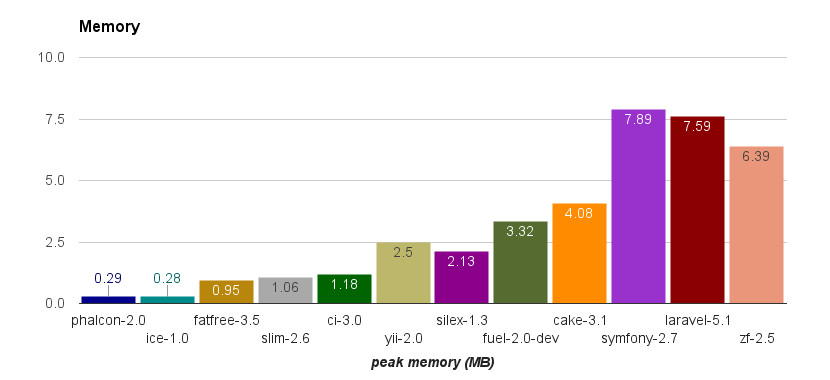 Memory
10.0
7.5
5.0
2.5
0.0
0.29
0.28
0.95
1.06
1.18
2.5
2.13
3.32
4.08
7.89
7.59
6.39
phalcon-2.0
ice-1.0
fatfree-3.5
slim-2.6
ci-3.0
yii-2.0
silex-1.3
fuel-2.0-dev
cake-3.1
symfony-2.7
laravel-5.1
zf-2.5
peak memory (MB)